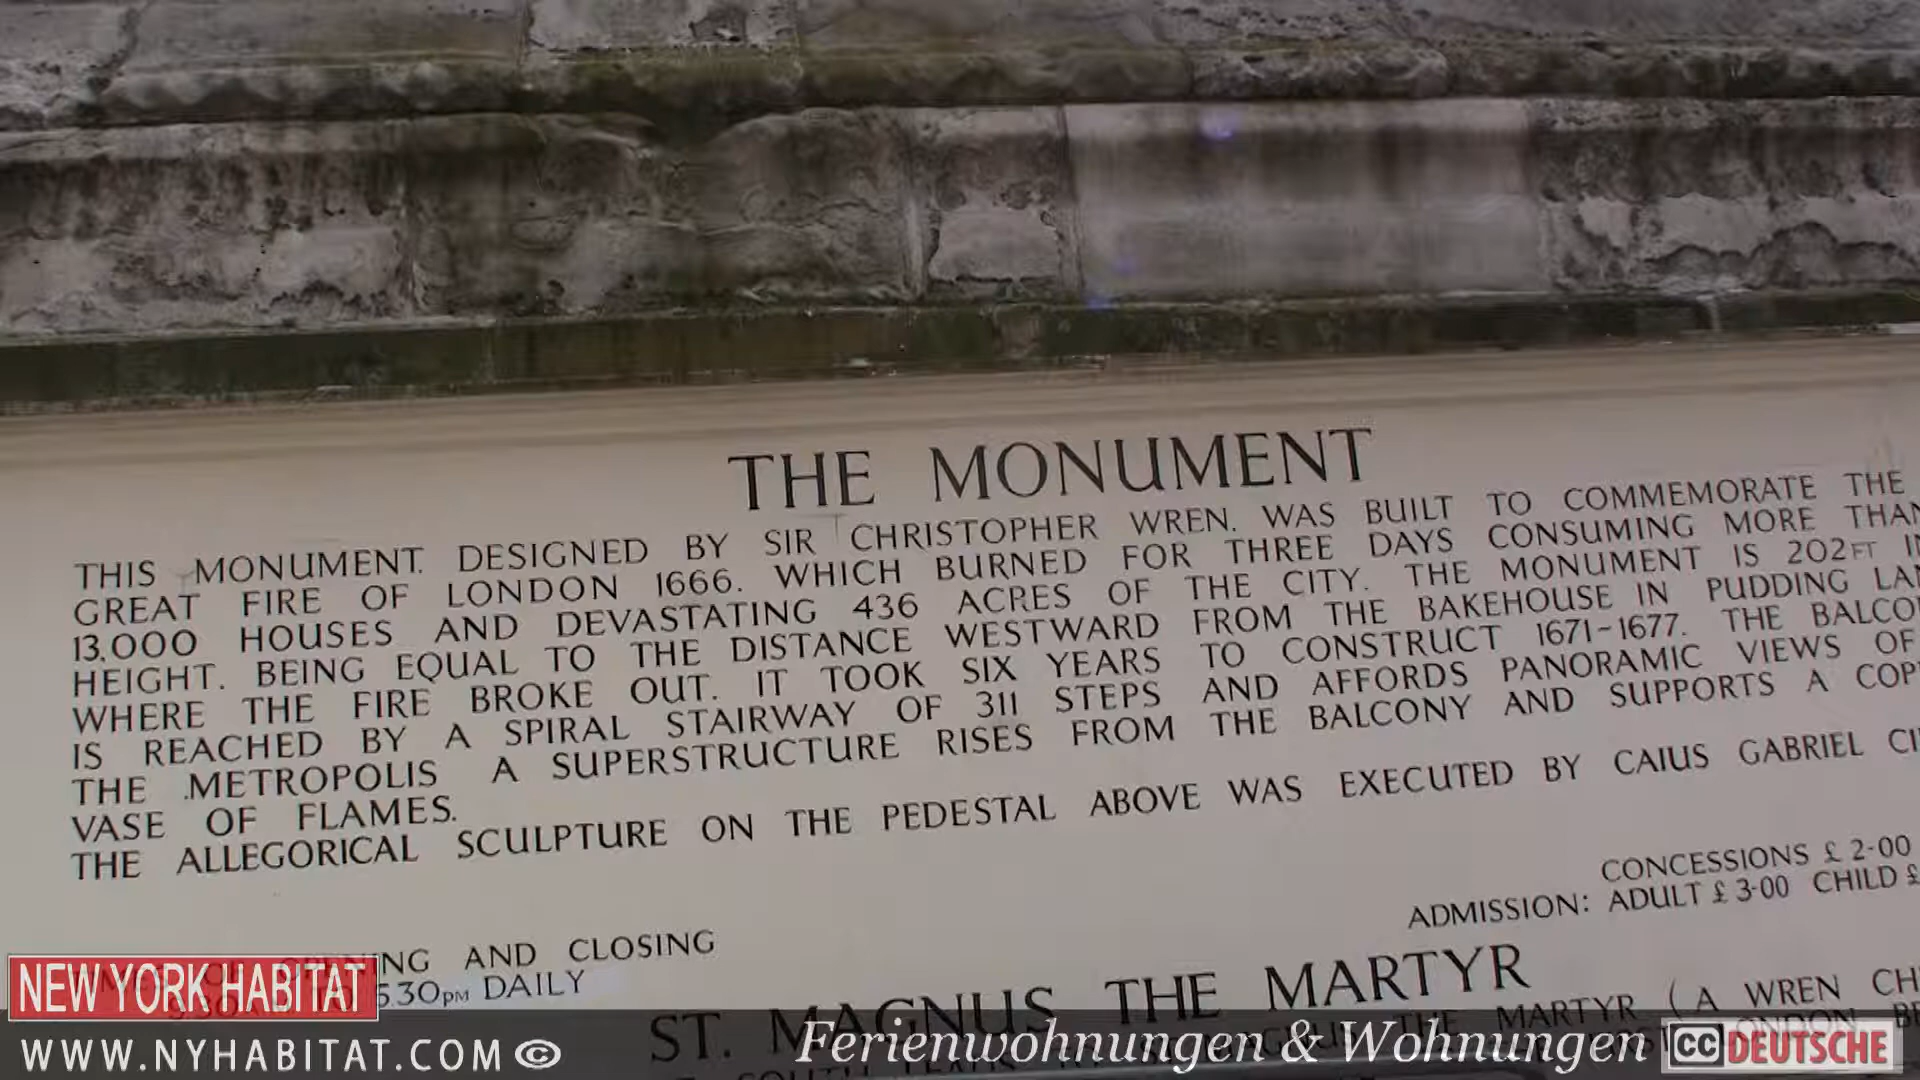 THE MONUMENT
THIS MONUMENT. DESIGNED BY SIR CHRISTOPHER WREN. WAS BUILT TO COMMEMORATE THE
GREAT FIRE OF LONDON 1666. WHICH BURNED FOR THREE DAYS CONSUMING MORE THAN
13,000 HOUSES AND DEVASTATING 436 ACRES OF THE CITY. THE MONUMENT IS 202FT IN
HEIGHT. BEING EQUAL TO THE DISTANCE WESTWARD FROM THE BAKEHOUSE IN PUDDING
WHERE THE FIRE BROKE OUT. IT TOOK SIX YEARS TO CONSTRUCT 1671-1677. THE
IS REACHED BY A SPIRAL STAIRWAY OF 311 STEPS AND AFFORDS PANORAMIC VIEWS OF
THE METROPOLIS A SUPERSTRUCTURE RISES FROM THE BALCONY AND SUPPORTS A
VASE OF FLAMES.
THE ALLEGORICAL SCULPTURE ON THE PEDESTAL ABOVE WAS EXECUTED BY CAIUS GABRIEL
CONCESSIONS £ 2-00
ADMISSION: ADULT £ 3-00 CHILD £
OPENING AND CLOSING
5.30PM DAILY
ST. MAGNUS THE MARTYR
THE MARTYR (A WREN
NEW YORK HABITAT
WWW.NYHABITAT.COM ©
Ferienwohnungen & Wohnungen
CC DEUTSCHE